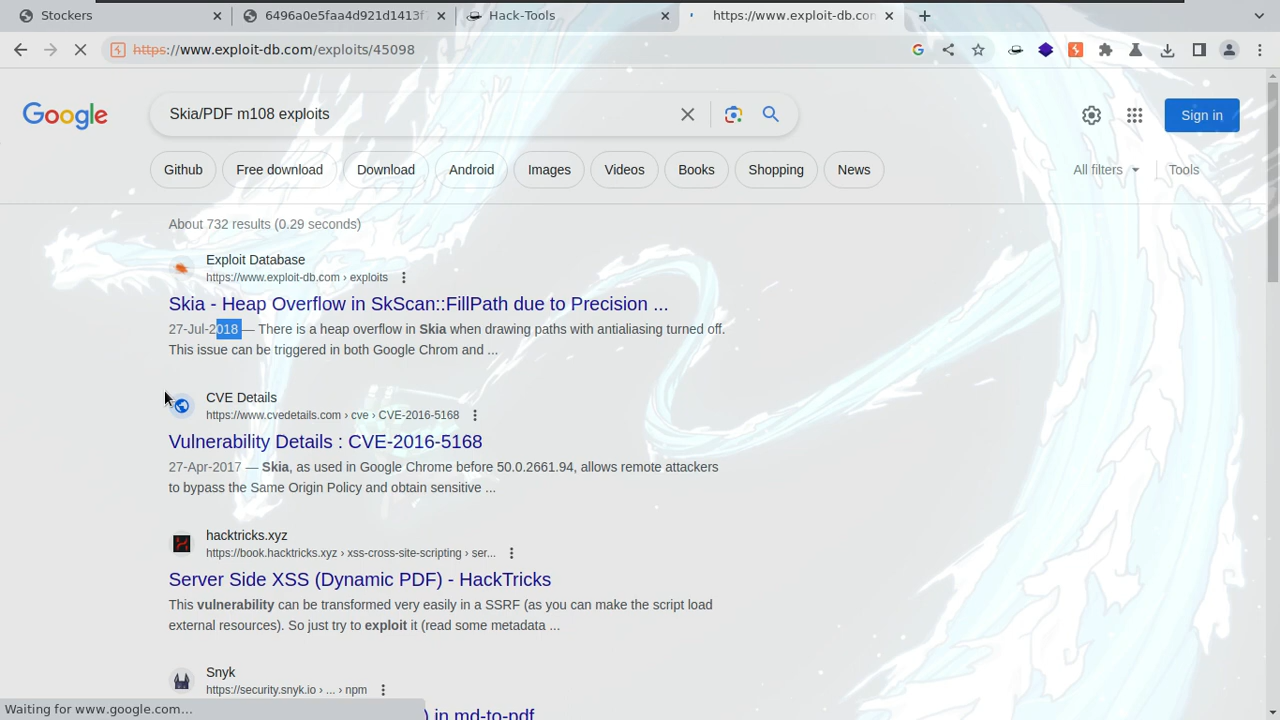 Stockers
6496a0e5faa4d921d1413f
Hack-Tools
https://www.exploit-db.com
https://www.exploit-db.com/exploits/45098
Google
Skia/PDF m108 exploits
Sign in
Github
Free download
Download
Android
Images
Videos
Books
Shopping
News
All filters
Tools
About 732 results (0.29 seconds)
Exploit Database
https://www.exploit-db.com › exploits
Skia - Heap Overflow in SkScan::FillPath due to Precision ...
27-Jul-2018 — There is a heap overflow in Skia when drawing paths with antialiasing turned off.
This issue can be triggered in both Google Chrom and ...
CVE Details
https://www.cvedetails.com › cve › CVE-2016-5168
Vulnerability Details : CVE-2016-5168
27-Apr-2017 — Skia, as used in Google Chrome before 50.0.2661.94, allows remote attackers
to bypass the Same Origin Policy and obtain sensitive ...
hacktricks.xyz
https://book.hacktricks.xyz › xss-cross-site-scripting › ser...
Server Side XSS (Dynamic PDF) - HackTricks
This vulnerability can be transformed very easily in a SSRF (as you can make the script load
external resources). So just try to exploit it (read some metadata ...
Snyk
https://security.snyk.io › ... › npm
) in md-to-pdf
Waiting for www.google.com...